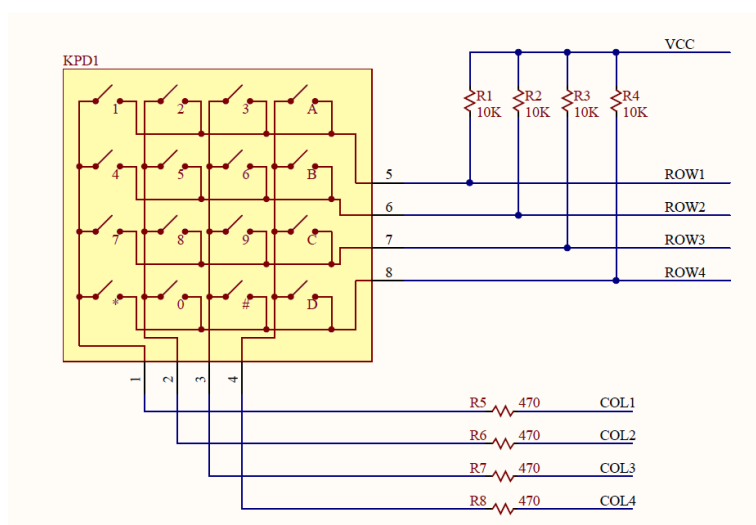 VCC
KPD1
R1 R2 R3 R4
10K 10K 10K 10K
1 2 3 A
4 5 6 B
5 ROW1
6 ROW2
7 8 9 C
7 ROW3
8 ROW4
* 0 # D
1 2 3 4
R5 470 COL1
R6 470 COL2
R7 470 COL3
R8 470 COL4